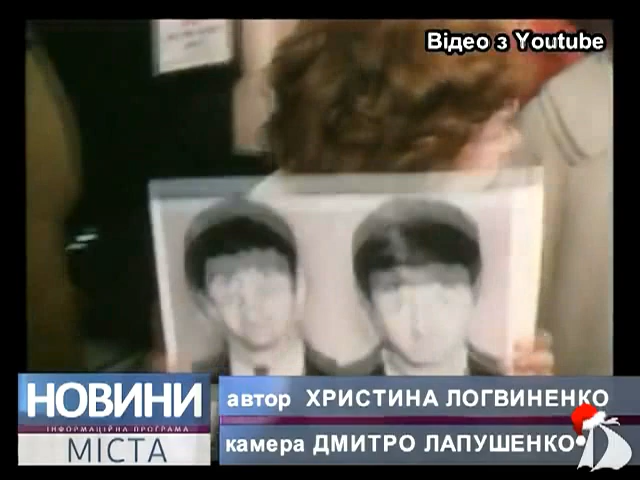 Відео з Youtube
НОВИНИ
ІНФОРМАЦІЙНА ПРОГРАМА
МІСТА
автор ХРИСТИНА ЛОГВИНЕНКО
камера ДМИТРО ЛАПУШЕНКО